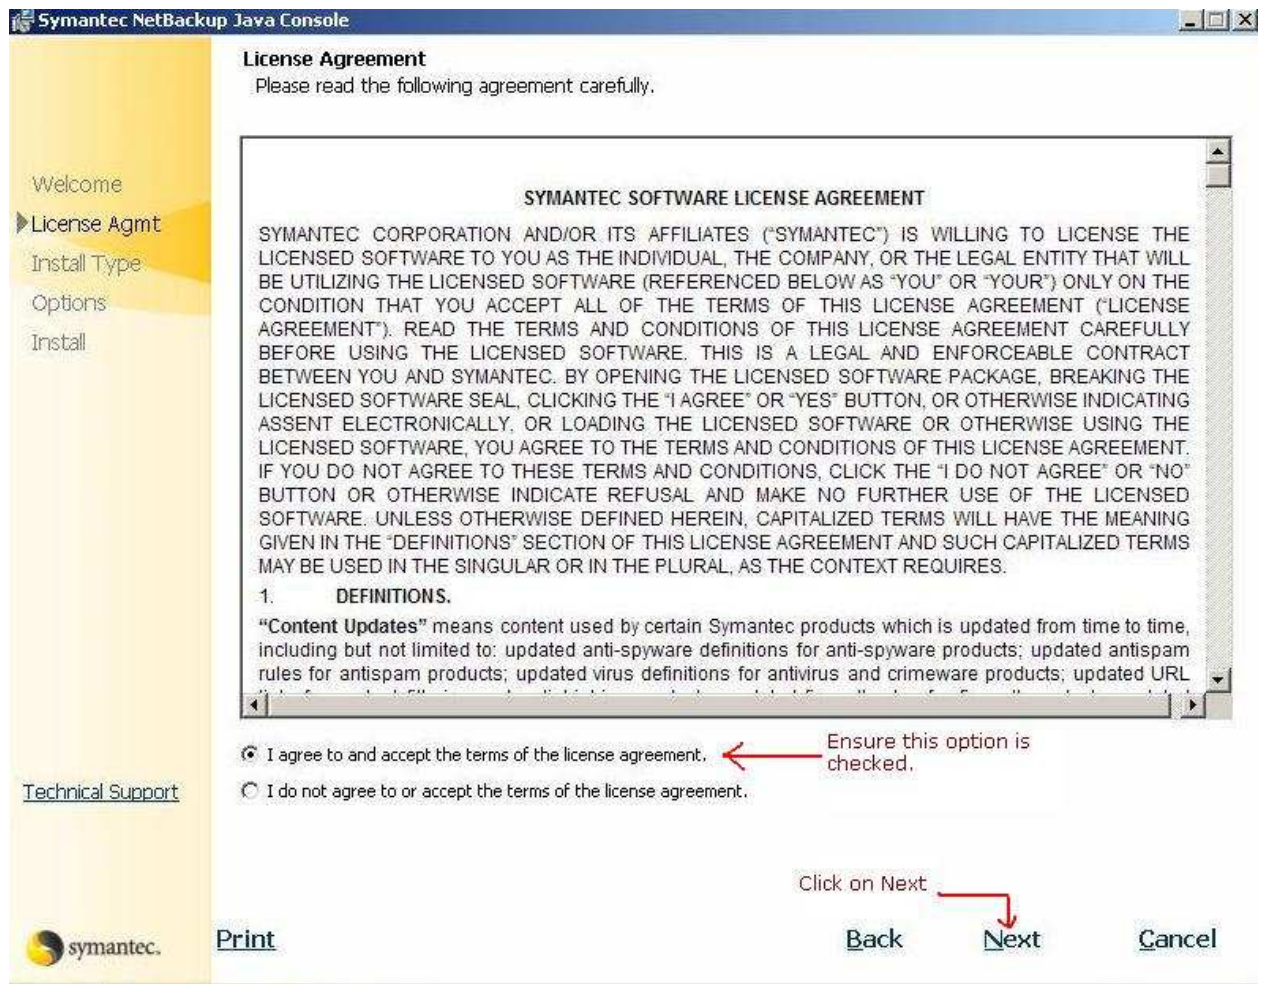 Symantec NetBackup Java Console
License Agreement
Please read the following agreement carefully.
Welcome
License Agmt
Install Type
Options
Install
Technical Support
SYMANTEC SOFTWARE LICENSE AGREEMENT
SYMANTEC CORPORATION AND/OR ITS AFFILIATES (“SYMANTEC”) IS WILLING TO LICENSE THE
LICENSED SOFTWARE TO YOU AS THE INDIVIDUAL, THE COMPANY, OR THE LEGAL ENTITY THAT WILL
BE UTILIZING THE LICENSED SOFTWARE (REFERENCED BELOW AS “YOU” OR “YOUR”) ONLY ON THE
CONDITION THAT YOU ACCEPT ALL OF THE TERMS OF THIS LICENSE AGREEMENT (“LICENSE
AGREEMENT”). READ THE TERMS AND CONDITIONS OF THIS LICENSE AGREEMENT CAREFULLY
BEFORE USING THE LICENSED SOFTWARE. THIS IS A LEGAL AND ENFORCEABLE CONTRACT
BETWEEN YOU AND SYMANTEC. BY OPENING THE LICENSED SOFTWARE PACKAGE, BREAKING THE
LICENSED SOFTWARE SEAL, CLICKING THE “I AGREE” OR “YES” BUTTON, OR OTHERWISE INDICATING
ASSENT ELECTRONICALLY, OR LOADING THE LICENSED SOFTWARE OR OTHERWISE USING THE
LICENSED SOFTWARE, YOU AGREE TO THE TERMS AND CONDITIONS OF THIS LICENSE AGREEMENT.
IF YOU DO NOT AGREE TO THESE TERMS AND CONDITIONS, CLICK THE “I DO NOT AGREE” OR “NO”
BUTTON OR OTHERWISE INDICATE REFUSAL AND MAKE NO FURTHER USE OF THE LICENSED
SOFTWARE. UNLESS OTHERWISE DEFINED HEREIN, CAPITALIZED TERMS WILL HAVE THE MEANING
GIVEN IN THE “DEFINITIONS” SECTION OF THIS LICENSE AGREEMENT AND SUCH CAPITALIZED TERMS
MAY BE USED IN THE SINGULAR OR IN THE PLURAL, AS THE CONTEXT REQUIRES.
1. DEFINITIONS.
“Content Updates” means content used by certain Symantec products which is updated from time to time,
including but not limited to: updated anti-spyware definitions for anti-spyware products; updated antispam
rules for antispam products; updated virus definitions for antivirus and crimeware products; updated URL
I agree to and accept the terms of the license agreement.
Ensure this option is
checked.
I do not agree to or accept the terms of the license agreement.
Click on Next
symantec.
Print
Back
Next
Cancel